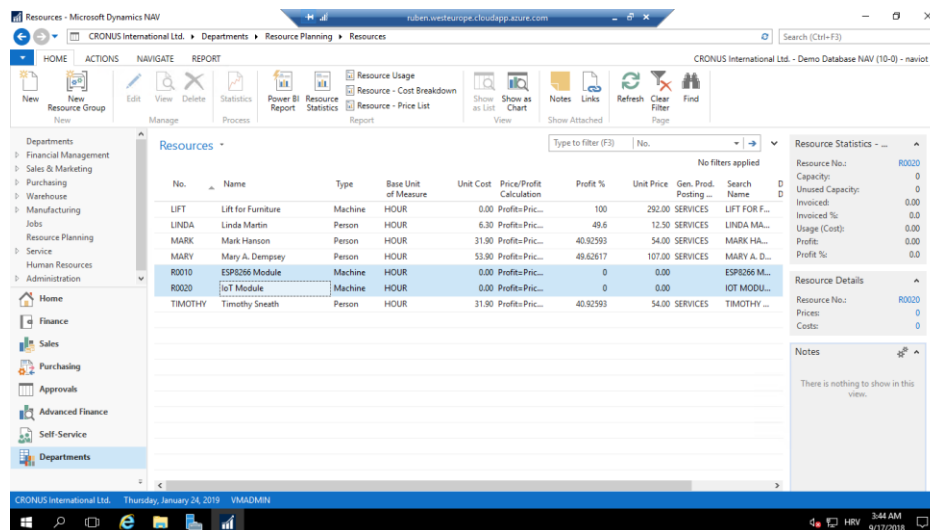 Resources - Microsoft Dynamics NAV
ruben.westeurope.cloudapp.azure.com
CRONUS International Ltd. Departments Resource Planning Resources
Search (Ctrl+F3)
HOME ACTIONS NAVIGATE REPORT
CRONUS International Ltd. - Demo Database NAV (10-0) - naviot
New
New Resource Group
Edit
View
Delete
Statistics
Power BI Report
Resource Statistics
Resource Usage
Resource - Cost Breakdown
Resource - Price List
Show as List
Show as Chart
Notes
Links
Refresh
Clear Filter
Find
New Manage Process Report View Show Attached Page
Departments
Financial Management
Sales & Marketing
Purchasing
Warehouse
Manufacturing
Jobs
Resource Planning
Service
Human Resources
Administration
Home
Finance
Sales
Purchasing
Approvals
Advanced Finance
Self-Service
Departments
Resources
Type to filter (F3) No.
No filters applied
No. Name Type Base Unit of Measure Unit Cost Price/Profit Calculation Profit % Unit Price Gen. Prod. Posting ... Search Name D D
LIFT Lift for Furniture Machine HOUR 0.00 Profit=Pric... 100 292.00 SERVICES LIFT FOR F...
LINDA Linda Martin Person HOUR 6.30 Profit=Pric... 49.6 12.50 SERVICES LINDA MA...
MARK Mark Hanson Person HOUR 31.90 Profit=Pric... 40.92593 54.00 SERVICES MARK HA...
MARY Mary A. Dempsey Person HOUR 53.90 Profit=Pric... 49.62617 107.00 SERVICES MARY A. D...
R0010 ESP8266 Module Machine HOUR 0.00 Profit=Pric... 0 0.00 ESP8266 M...
R0020 IoT Module Machine HOUR 0.00 Profit=Pric... 0 0.00 IOT MODU...
TIMOTHY Timothy Sneath Person HOUR 31.90 Profit=Pric... 40.92593 54.00 SERVICES TIMOTHY ...
Resource Statistics - ...
Resource No.: R0020
Capacity: 0
Unused Capacity: 0
Invoiced: 0.00
Invoiced %: 0.0
Usage (Cost): 0.00
Profit: 0.00
Profit %: 0.0
Resource Details
Resource No.: R0020
Prices: 0
Costs: 0
Notes
There is nothing to show in this view.
CRONUS International Ltd. Thursday, January 24, 2019 VMADMIN
HRV
3:44 AM
9/17/2018